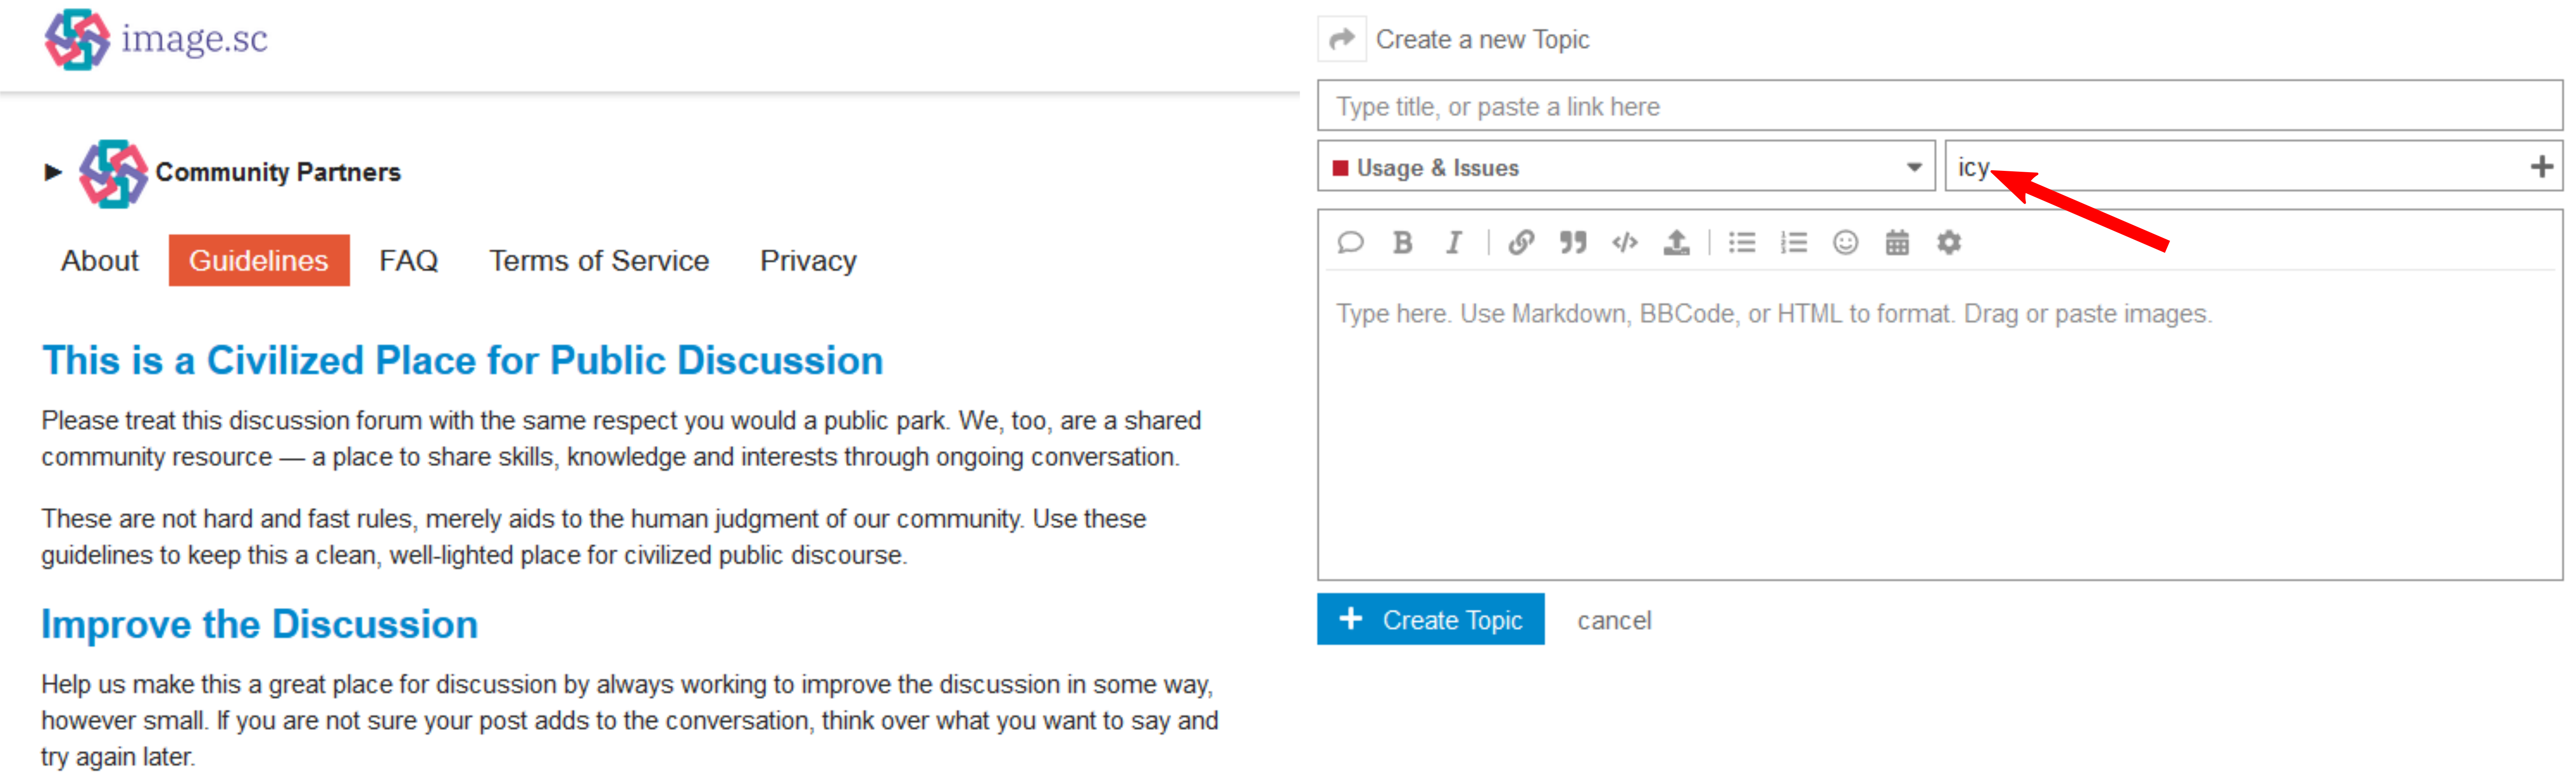 image.sc
Community Partners
About Guidelines FAQ Terms of Service Privacy
This is a Civilized Place for Public Discussion
Please treat this discussion forum with the same respect you would a public park. We, too, are a shared
community resource — a place to share skills, knowledge and interests through ongoing conversation.
These are not hard and fast rules, merely aids to the human judgment of our community. Use these
guidelines to keep this a clean, well-lighted place for civilized public discourse.
Improve the Discussion
Help us make this a great place for discussion by always working to improve the discussion in some way,
however small. If you are not sure your post adds to the conversation, think over what you want to say and
try again later.
Create a new Topic
Type title, or paste a link here
Usage & Issues
icy
Type here. Use Markdown, BBCode, or HTML to format. Drag or paste images.
Create Topic cancel